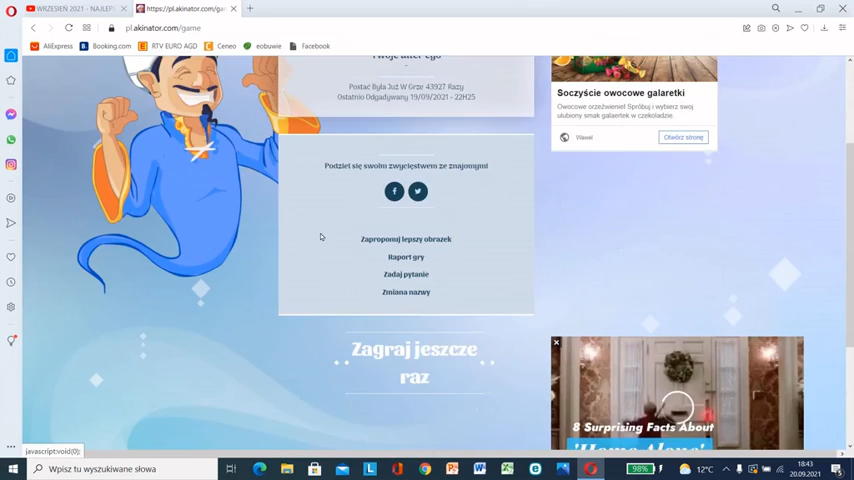 WRZESIEŃ 2021 - NAJLEP
https://pl.akinator.com/gam
pl.akinator.com/game
AliExpress
Booking.com
RTV EURO AGD
Ceneo
eobuwie
Facebook
Twoje alter ego
Postać Była Już W Grze 43927 Razy
Ostatnio Odgadywany 19/09/2021 - 22H25
Podziel się swoim zwycięstwem ze znajomymi
Zaproponuj lepszy obrazek
Raport gry
Zadaj pytanie
Zmiana nazwy
Zagraj jeszcze
raz
Soczyście owocowe galaretki
Owocowe orzeźwienie! Spróbuj i wybierz swój
ulubiony smak galaretek w czekoladzie.
Wawel
Otwórz stronę
8 Surprising Facts About
'Home Alone'
javascript:void(0);
Wpisz tu wyszukiwane słowa
98%
12°C
18:43
20.09.2021